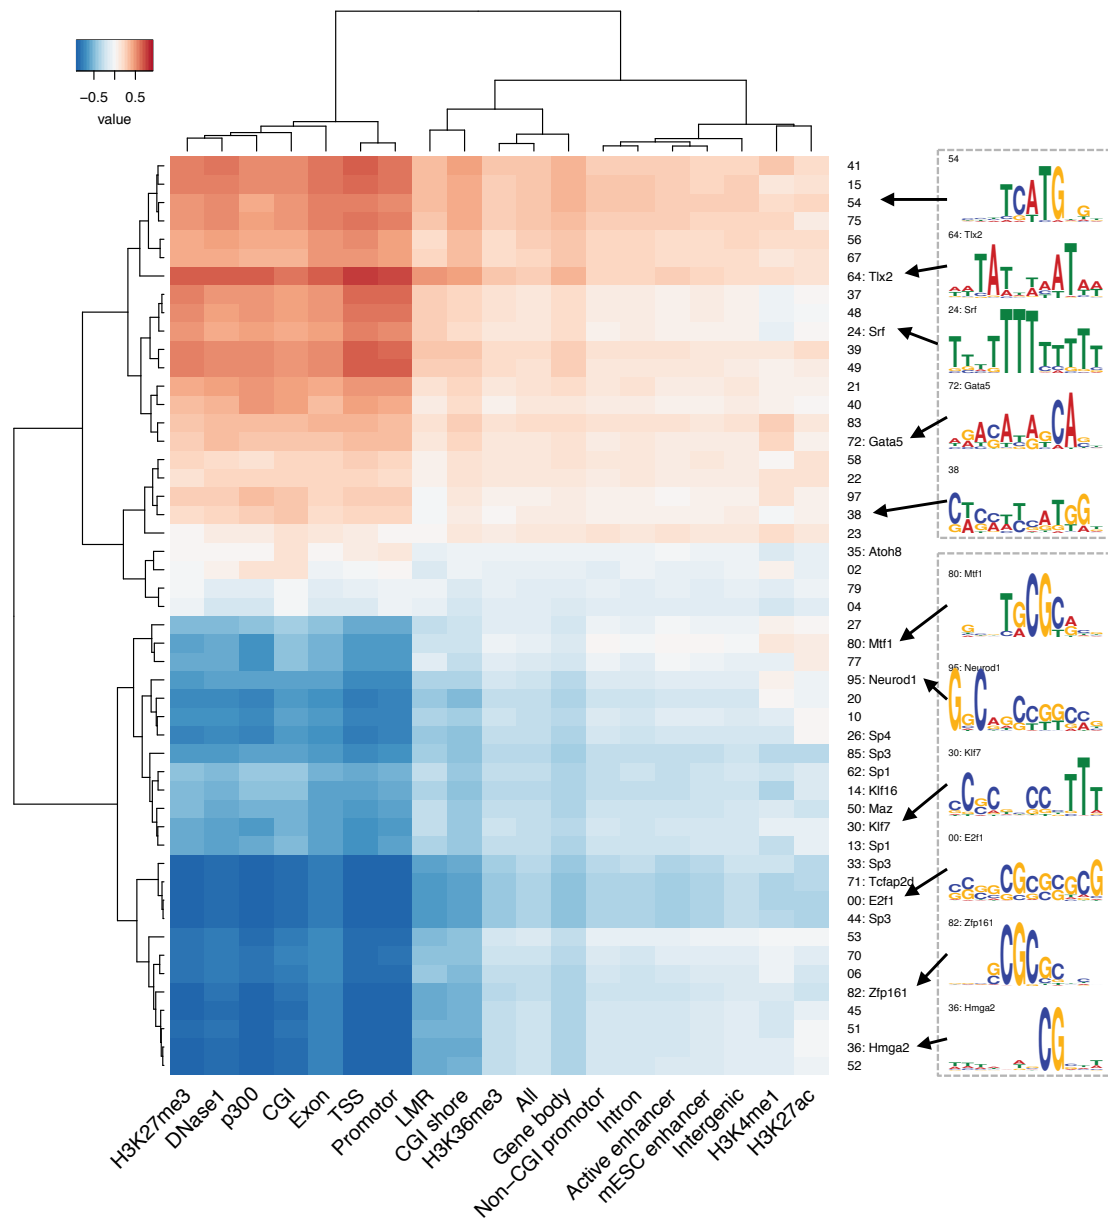 −0.5 0.5
value
41
15
54
75
56
67
64: Tlx2
37
48
24: Srf
39
49
21
40
83
72: Gata5
58
22
97
38
23
35: Atoh8
02
79
04
27
80: Mtf1
77
95: Neurod1
20
10
26: Sp4
85: Sp3
62: Sp1
14: Klf16
50: Maz
30: Klf7
13: Sp1
33: Sp3
71: Tcfap2d
00: E2f1
44: Sp3
53
70
06
82: Zfp161
45
51
36: Hmga2
52
54
64: Tlx2
24: Srf
72: Gata5
38
80: Mtf1
95: Neurod1
30: Klf7
00: E2f1
82: Zfp161
36: Hmga2
H3K27me3
DNase1
p300
CGI
Exon
TSS
Promotor
LMR
CGI shore
H3K36me3
All
Gene body
Non−CGI promotor
Intron
Active enhancer
mESC enhancer
Intergenic
H3K4me1
H3K27ac